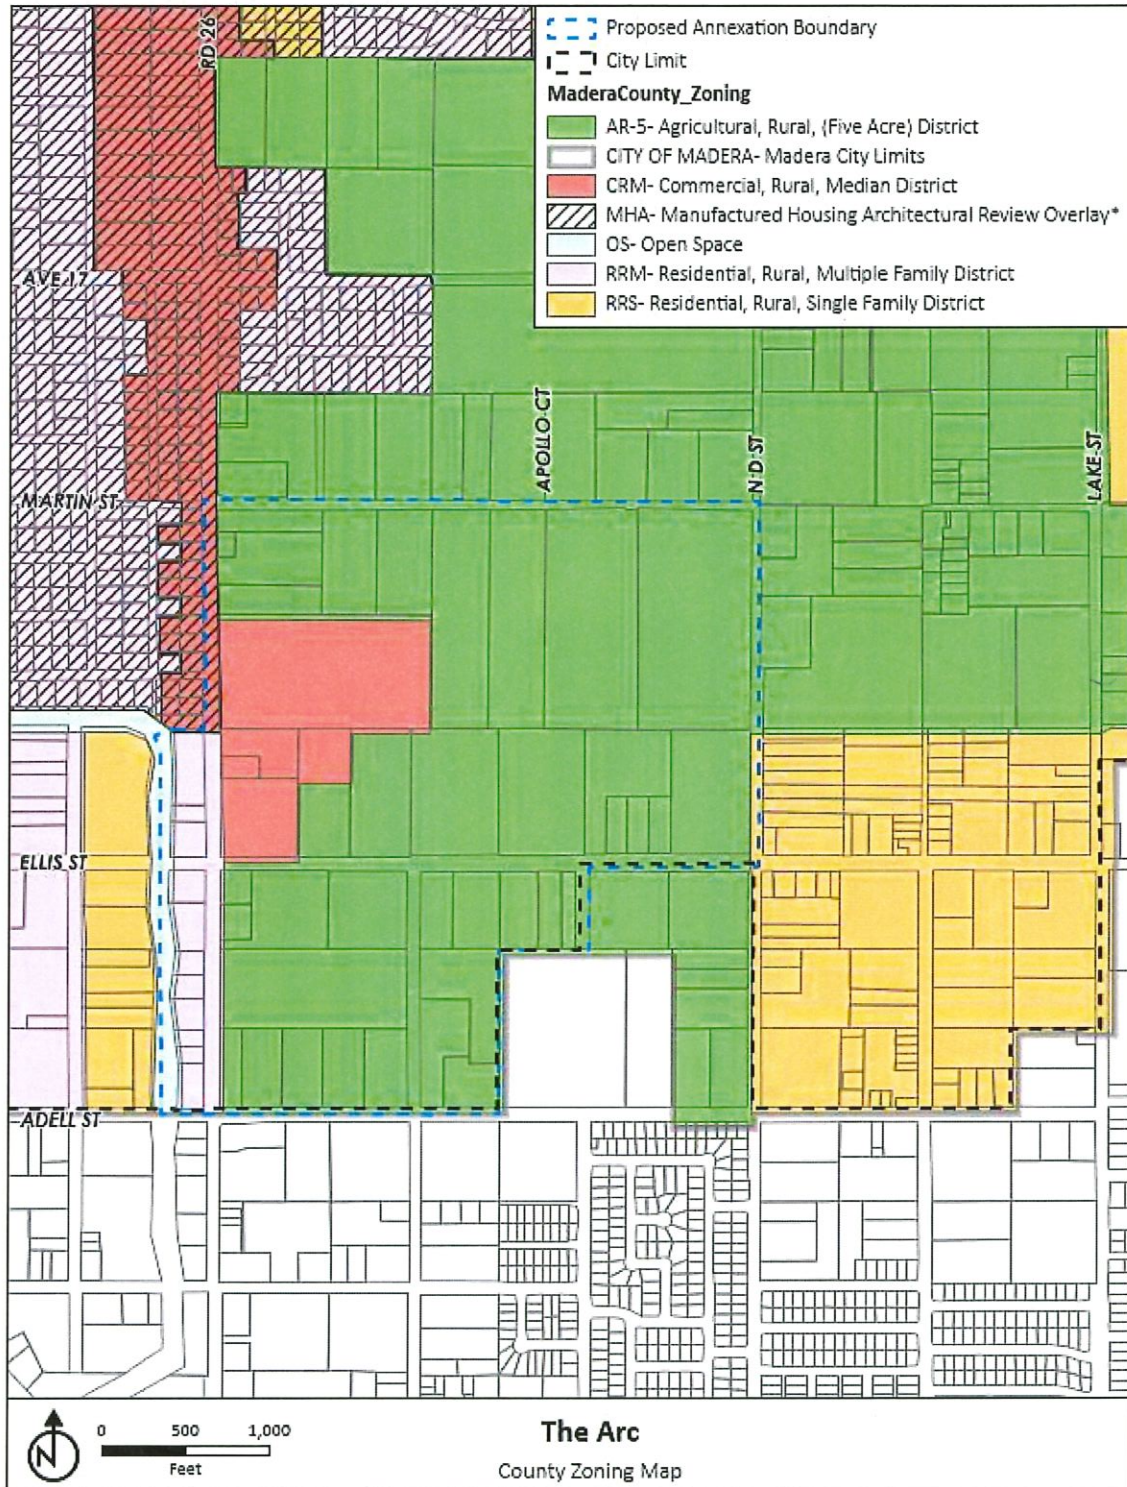 RD 26
Proposed Annexation Boundary
City Limit
MaderaCounty_Zoning
AR-5- Agricultural, Rural, (Five Acre) District
CITY OF MADERA- Madera City Limits
CRM- Commercial, Rural, Median District
MHA- Manufactured Housing Architectural Review Overlay*
OS- Open Space
RRM- Residential, Rural, Multiple Family District
RRS- Residential, Rural, Single Family District
AVE 17
APOLLO CT
N D ST
LAKE ST
MARTIN ST
ELLIS ST
ADELL ST
N
0 500 1,000
Feet
The Arc
County Zoning Map